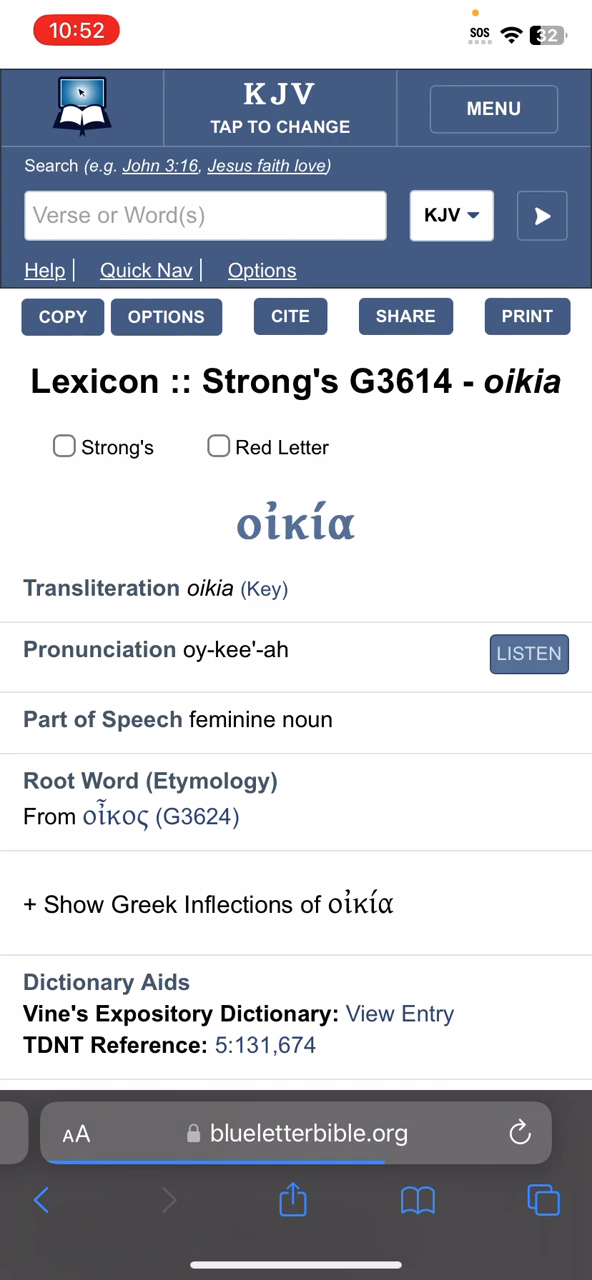 10:52
SOS 32
KJV
TAP TO CHANGE
MENU
Search (e.g. John 3:16, Jesus faith love)
Verse or Word(s)
KJV
Help | Quick Nav | Options
COPY OPTIONS CITE SHARE PRINT
Lexicon :: Strong's G3614 - oikia
Strong's Red Letter
οἰκία
Transliteration oikia (Key)
Pronunciation oy-kee'-ah
LISTEN
Part of Speech feminine noun
Root Word (Etymology)
From οἶκος (G3624)
+ Show Greek Inflections of οἰκία
Dictionary Aids
Vine's Expository Dictionary: View Entry
TDNT Reference: 5:131,674
AA blueletterbible.org